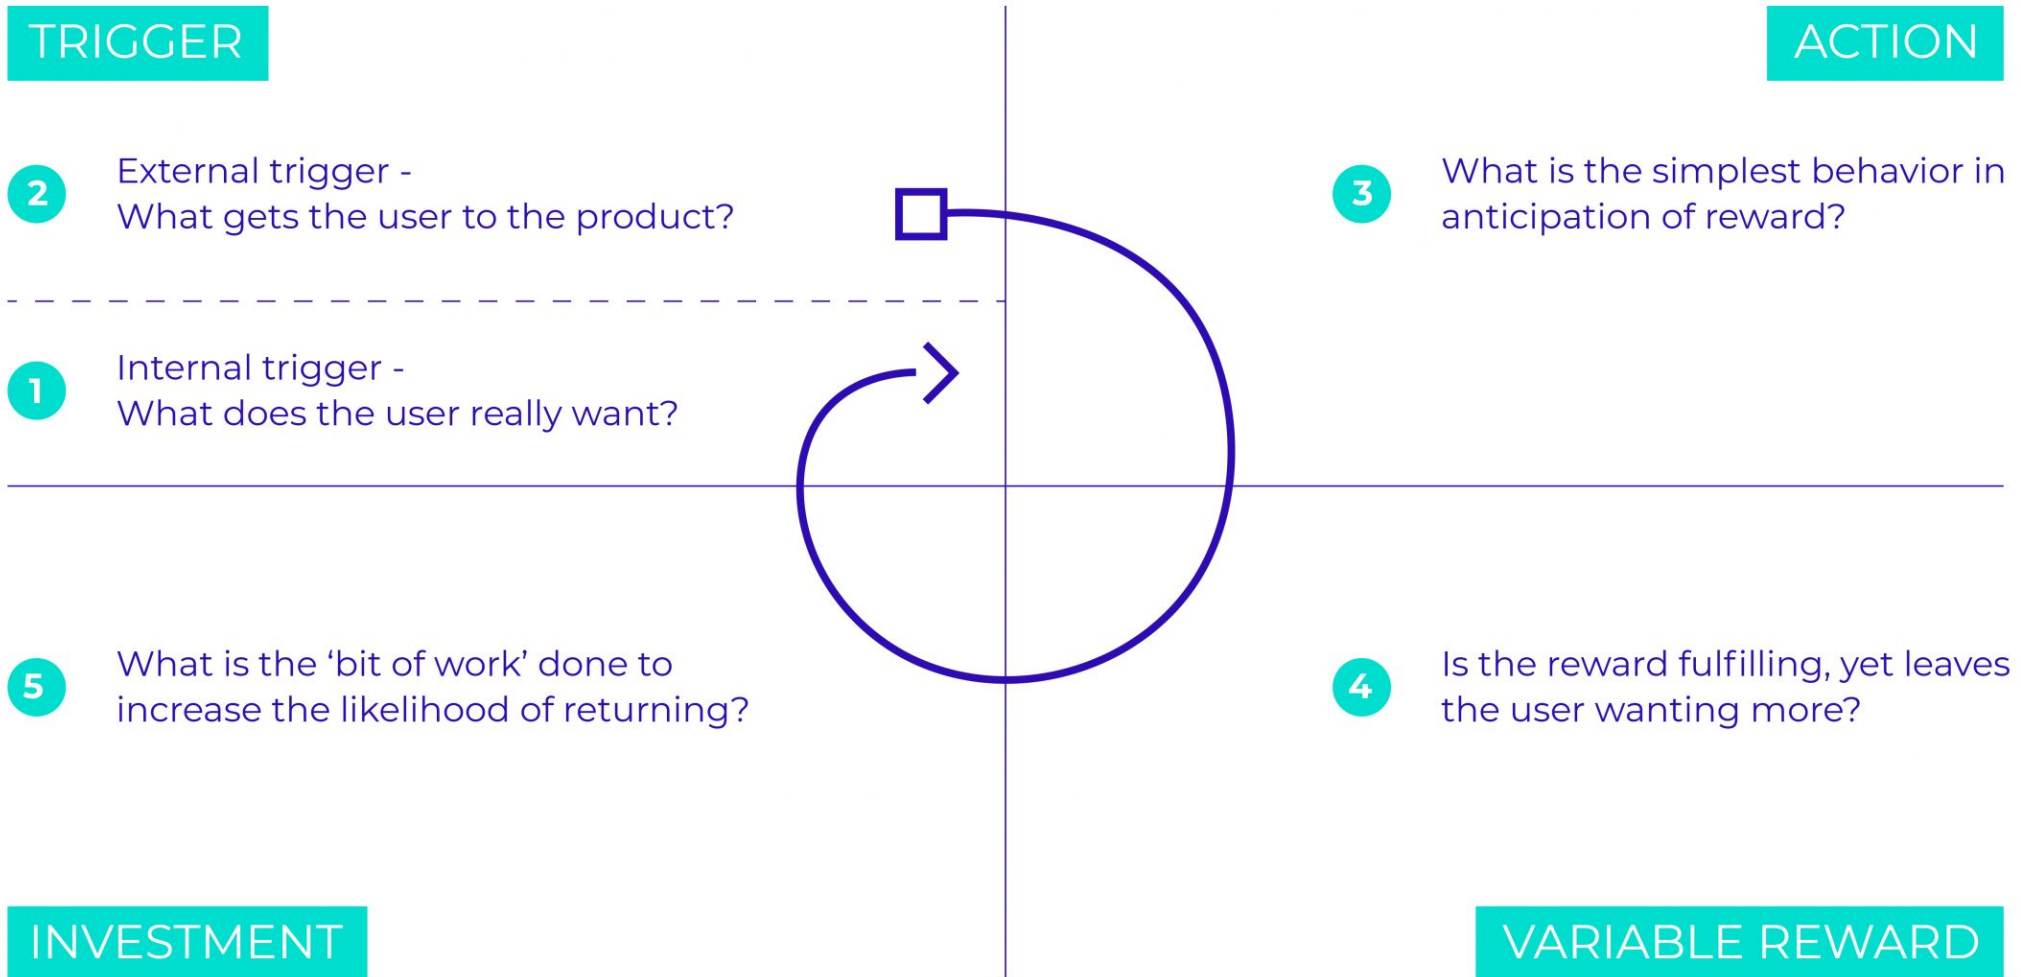 TRIGGER
ACTION
2
External trigger -
What gets the user to the product?
3
What is the simplest behavior in
anticipation of reward?
1
Internal trigger -
What does the user really want?
5
What is the ‘bit of work’ done to
increase the likelihood of returning?
4
Is the reward fulfilling, yet leaves
the user wanting more?
INVESTMENT
VARIABLE REWARD